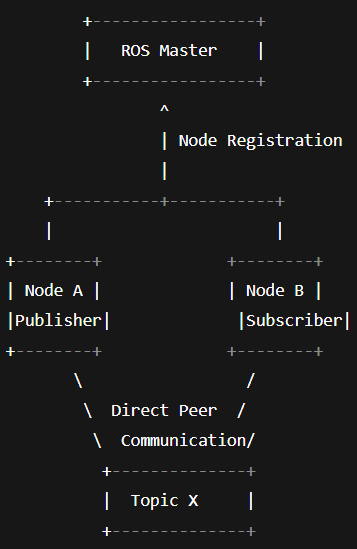 +------------------+
|   ROS Master    |
+------------------+
^
| Node Registration
|
+-----------+-----------+
|                       |
+--------+             +--------+
| Node A |             | Node B |
|Publisher|             |Subscriber|
+--------+             +--------+
\                 /
\  Direct Peer  /
\  Communication/
+--------------+
|  Topic X     |
+--------------+